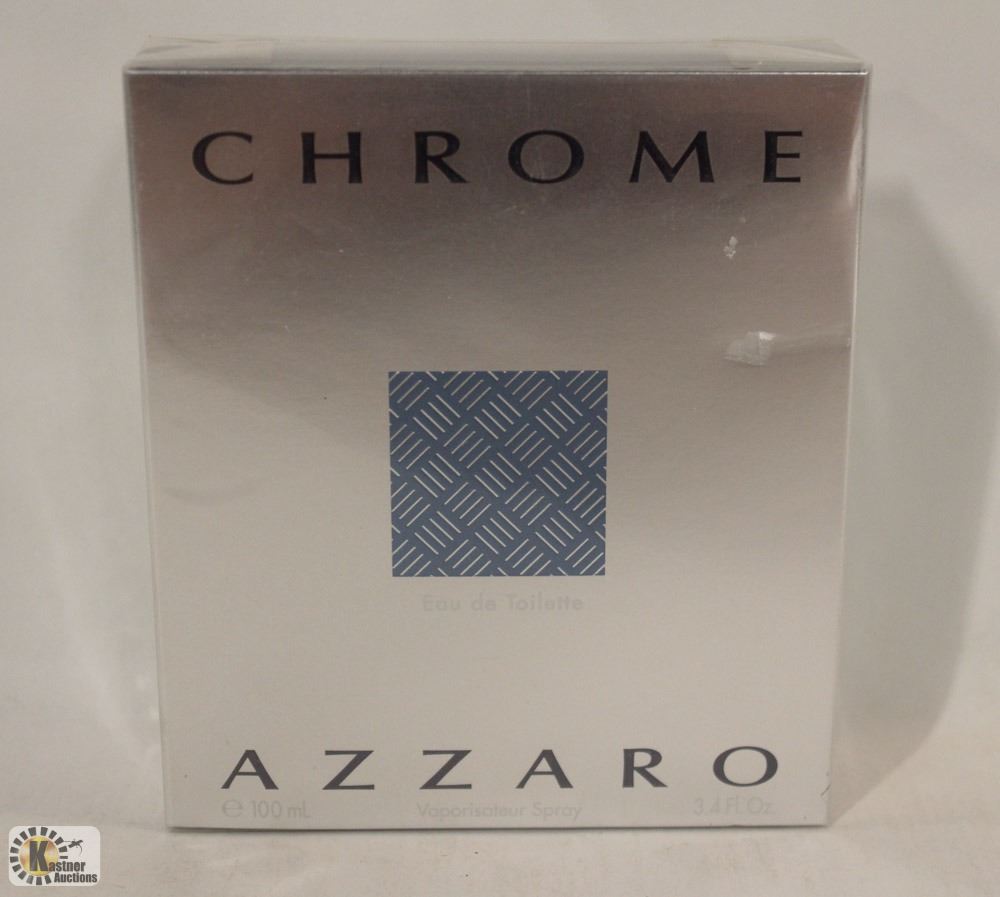 CHROME
Eau de Toilette
AZZARO
℮ 100 mL Vaporisateur Spray 3.4 Fl. Oz.
Kastner
Auctions